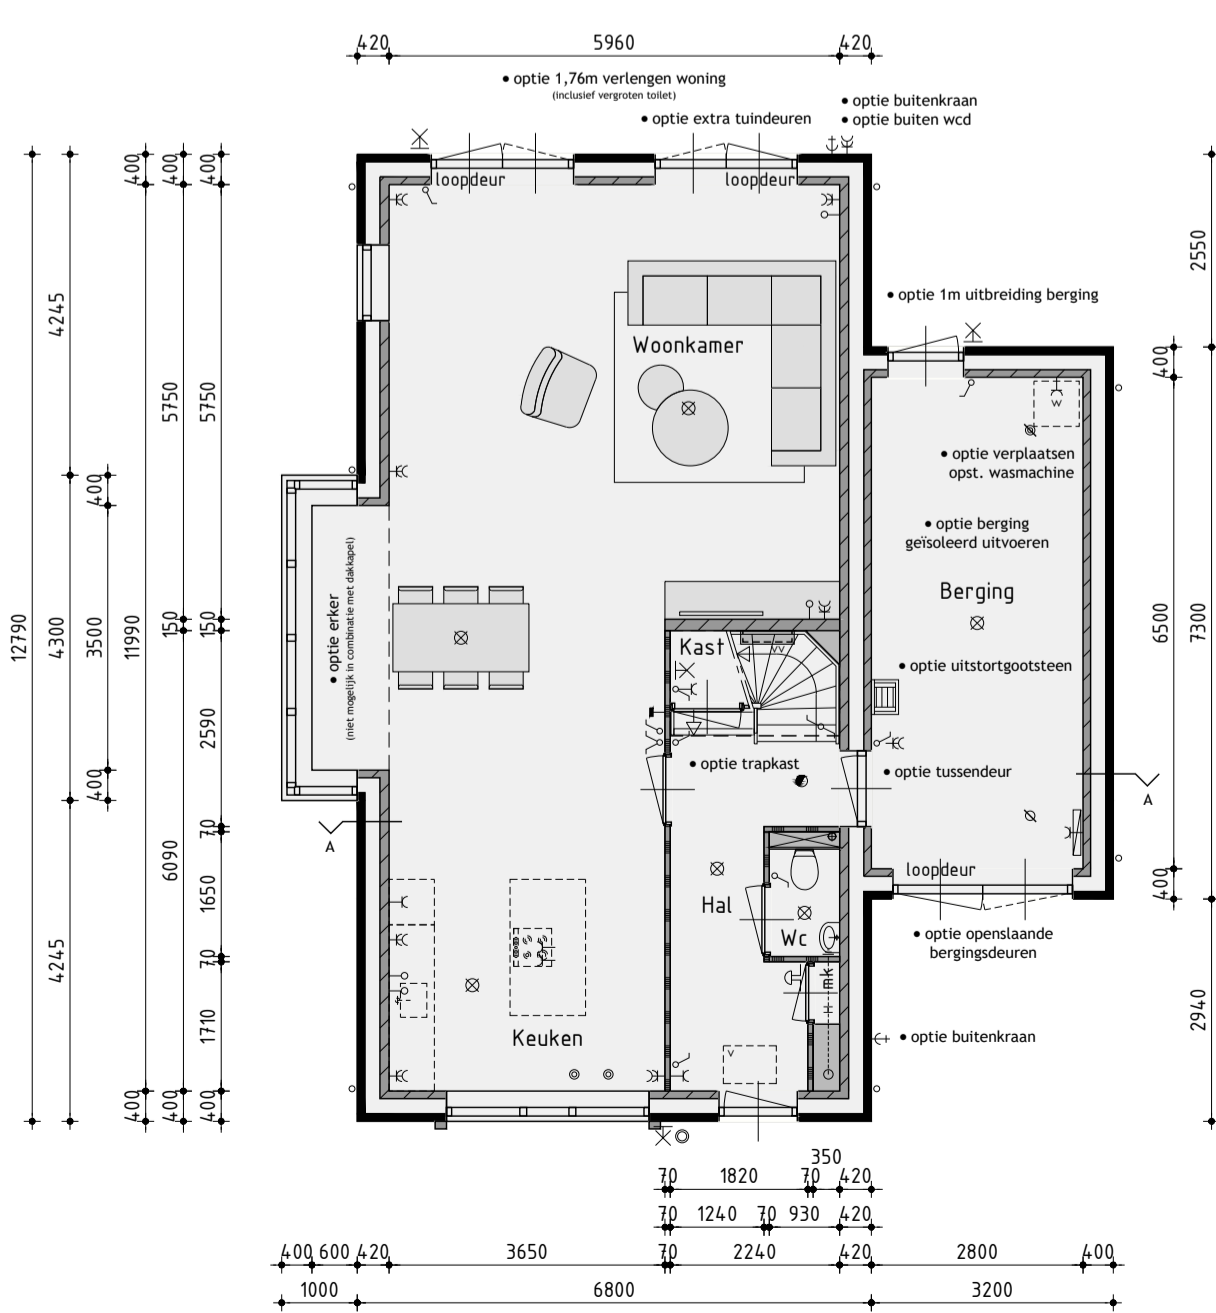 420 5960 420
• optie 1,76m verlengen woning
(inclusief vergroten toilet)
• optie buitenkraan
• optie extra tuindeuren
• optie buiten wcd
loopdeur
loopdeur
400 400 400
2550
• optie 1m uitbreiding berging
4245
Woonkamer
400
5750 5750
w
• optie verplaatsen
opst. wasmachine
400
• optie berging
geïsoleerd uitvoeren
Berging
• optie erker
(niet mogelijk in combinatie met dakkapel)
12790 4300 3500 11990 150 150
6500 7300
Kast
vv
• optie uitstortgootsteen
2590
• optie trapkast
• optie tussendeur
400
A
A
70
6090
loopdeur
1650
400
Hal
Wc
• optie openslaande
bergingsdeuren
4245
70
mk
2940
1710
Keuken
• optie buitenkraan
v
400 400 400
350
70 1820 70 420
70 1240 70 930 420
400 600 420 3650 70 2240 420 2800 400
1000 6800 3200